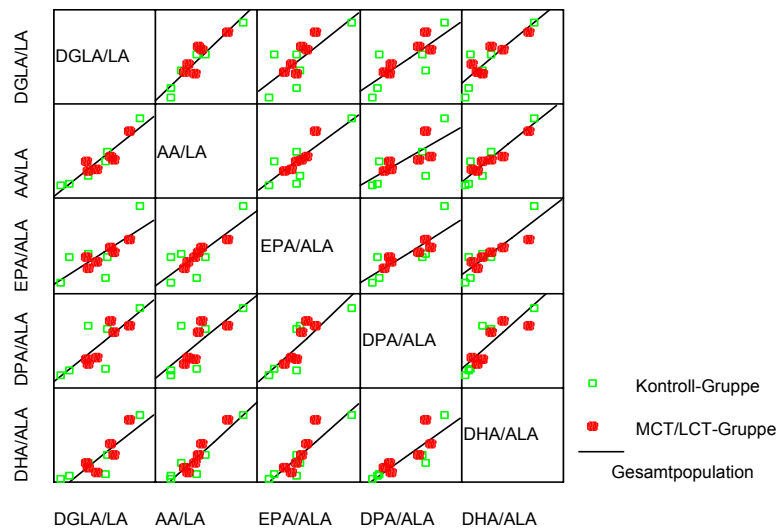 DGLA/LA
DGLA/LA
AA/LA
AA/LA
EPA/ALA
EPA/ALA
DPA/ALA
DPA/ALA
DHA/ALA
DHA/ALA
Kontroll-Gruppe
MCT/LCT-Gruppe
Gesamtpopulation
DGLA/LA AA/LA EPA/ALA DPA/ALA DHA/ALA